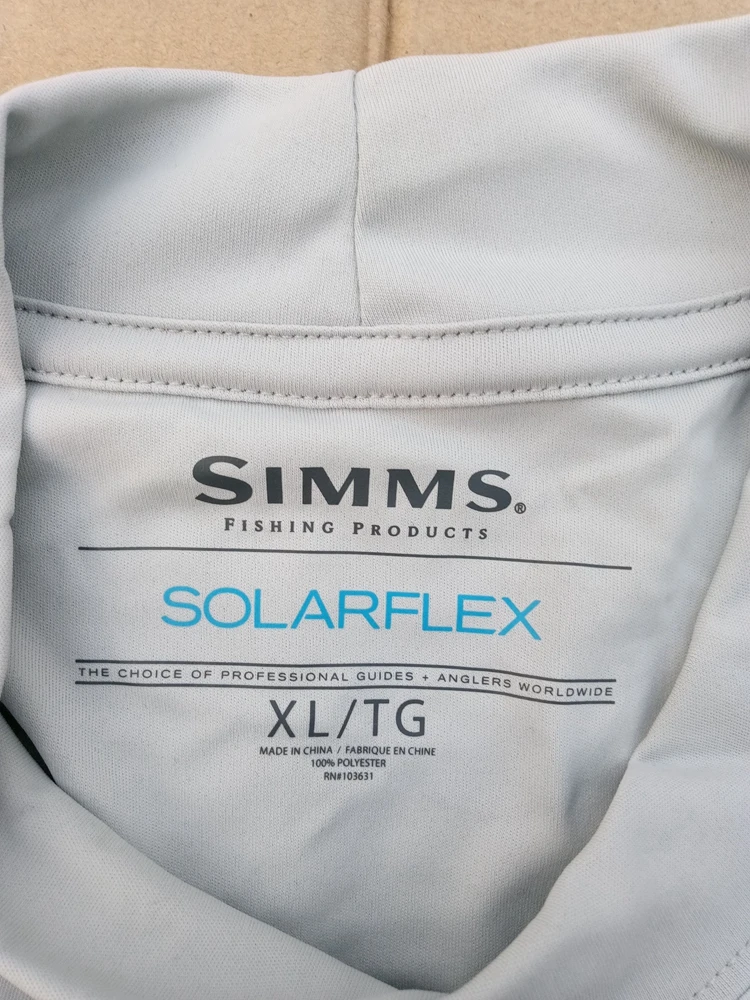 SIMMS®
FISHING PRODUCTS
SOLARFLEX
THE CHOICE OF PROFESSIONAL GUIDES + ANGLERS WORLDWIDE
XL/TG
MADE IN CHINA / FABRIQUE EN CHINE
100% POLYESTER
RN#103631